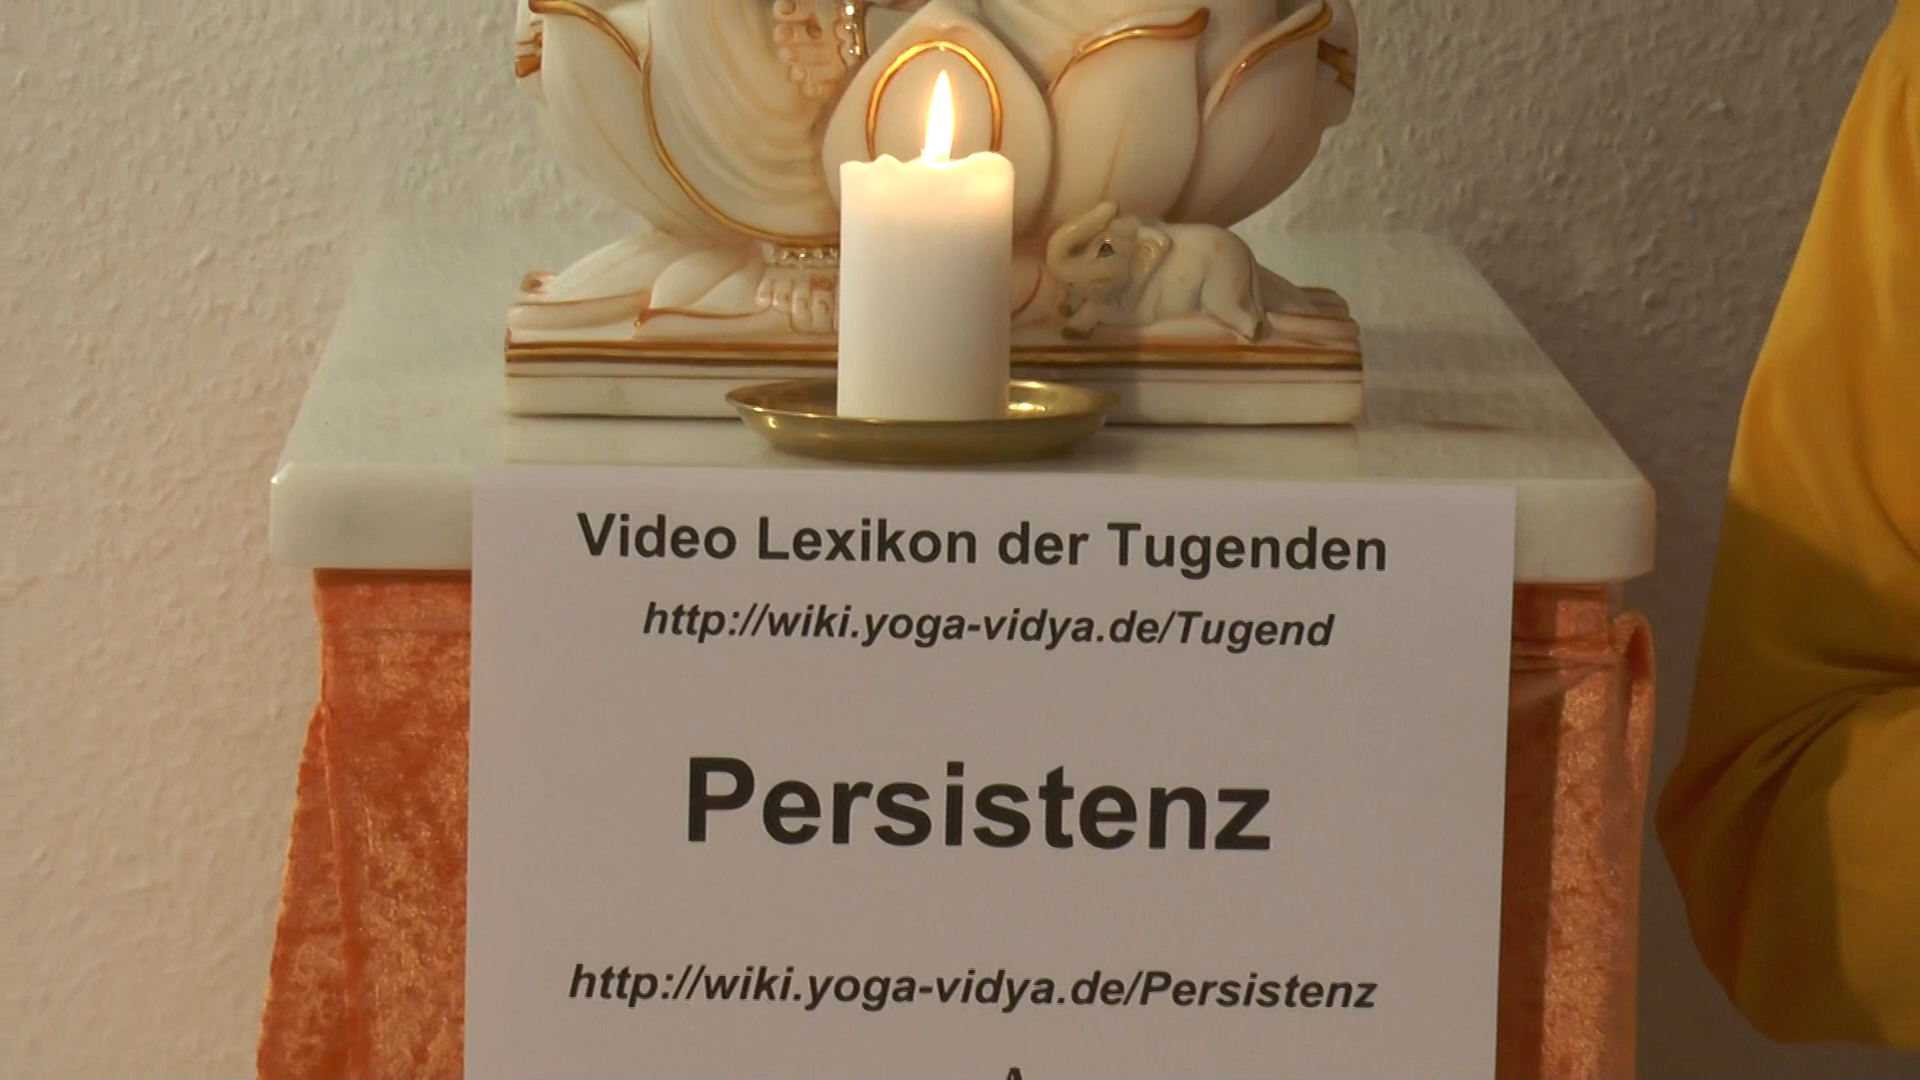 Video Lexikon der Tugenden
http://wiki.yoga-vidya.de/Tugend
Persistenz
http://wiki.yoga-vidya.de/Persistenz